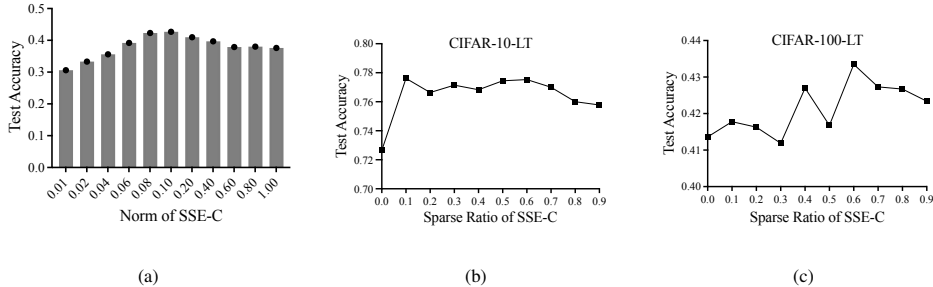 0.5
0.4
0.3
0.2
0.1
0.0
Test Accuracy
0.01 0.02 0.04 0.06 0.08 0.10 0.20 0.40 0.60 0.80 1.00
Norm of SSE-C
(a)
CIFAR-10-LT
0.80
0.78
0.76
0.74
0.72
0.70
Test Accuracy
0.0 0.1 0.2 0.3 0.4 0.5 0.6 0.7 0.8 0.9
Sparse Ratio of SSE-C
(b)
CIFAR-100-LT
0.44
0.43
0.42
0.41
0.40
Test Accuracy
0.0 0.1 0.2 0.3 0.4 0.5 0.6 0.7 0.8 0.9
Sparse Ratio of SSE-C
(c)